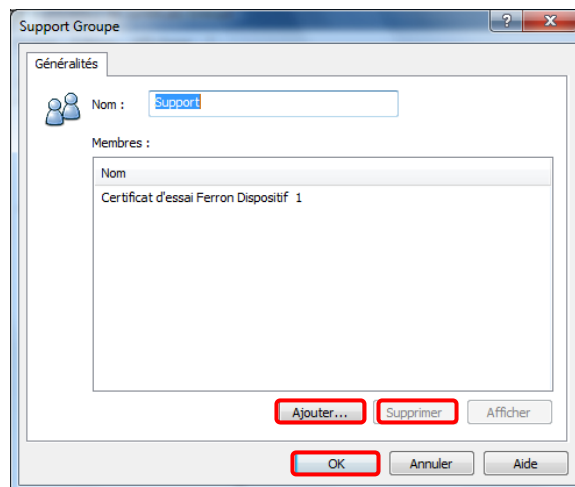 Support Groupe
Généralités
Nom : Support
Membres :
Nom
Certificat d'essai Ferron Dispositif 1
Ajouter... Supprimer Afficher
OK Annuler Aide